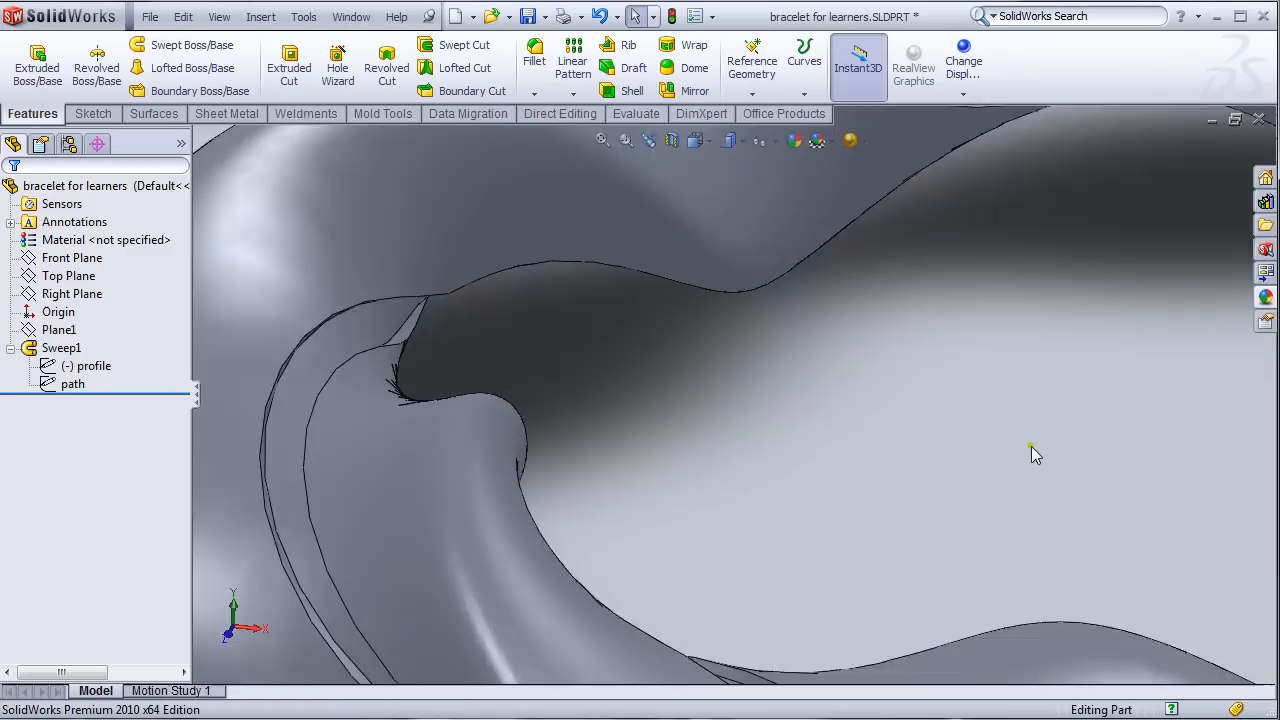 SolidWorks File Edit View Insert Tools Window Help bracelet for learners.SLDPRT * SolidWorks Search ?
Extruded Boss/Base
Revolved Boss/Base
Swept Boss/Base
Lofted Boss/Base
Boundary Boss/Base
Extruded Cut
Hole Wizard
Revolved Cut
Swept Cut
Lofted Cut
Boundary Cut
Fillet
Linear Pattern
Rib
Draft
Shell
Wrap
Dome
Mirror
Reference Geometry
Curves
Instant3D
RealView Graphics
Change Displ...
Features Sketch Surfaces Sheet Metal Weldments Mold Tools Data Migration Direct Editing Evaluate DimXpert Office Products
bracelet for learners (Default<<
Sensors
A Annotations
Material <not specified>
Front Plane
Top Plane
Right Plane
Origin
Plane1
Sweep1
(-) profile
path
Y
X
Z
Model Motion Study 1
SolidWorks Premium 2010 x64 Edition Editing Part ?